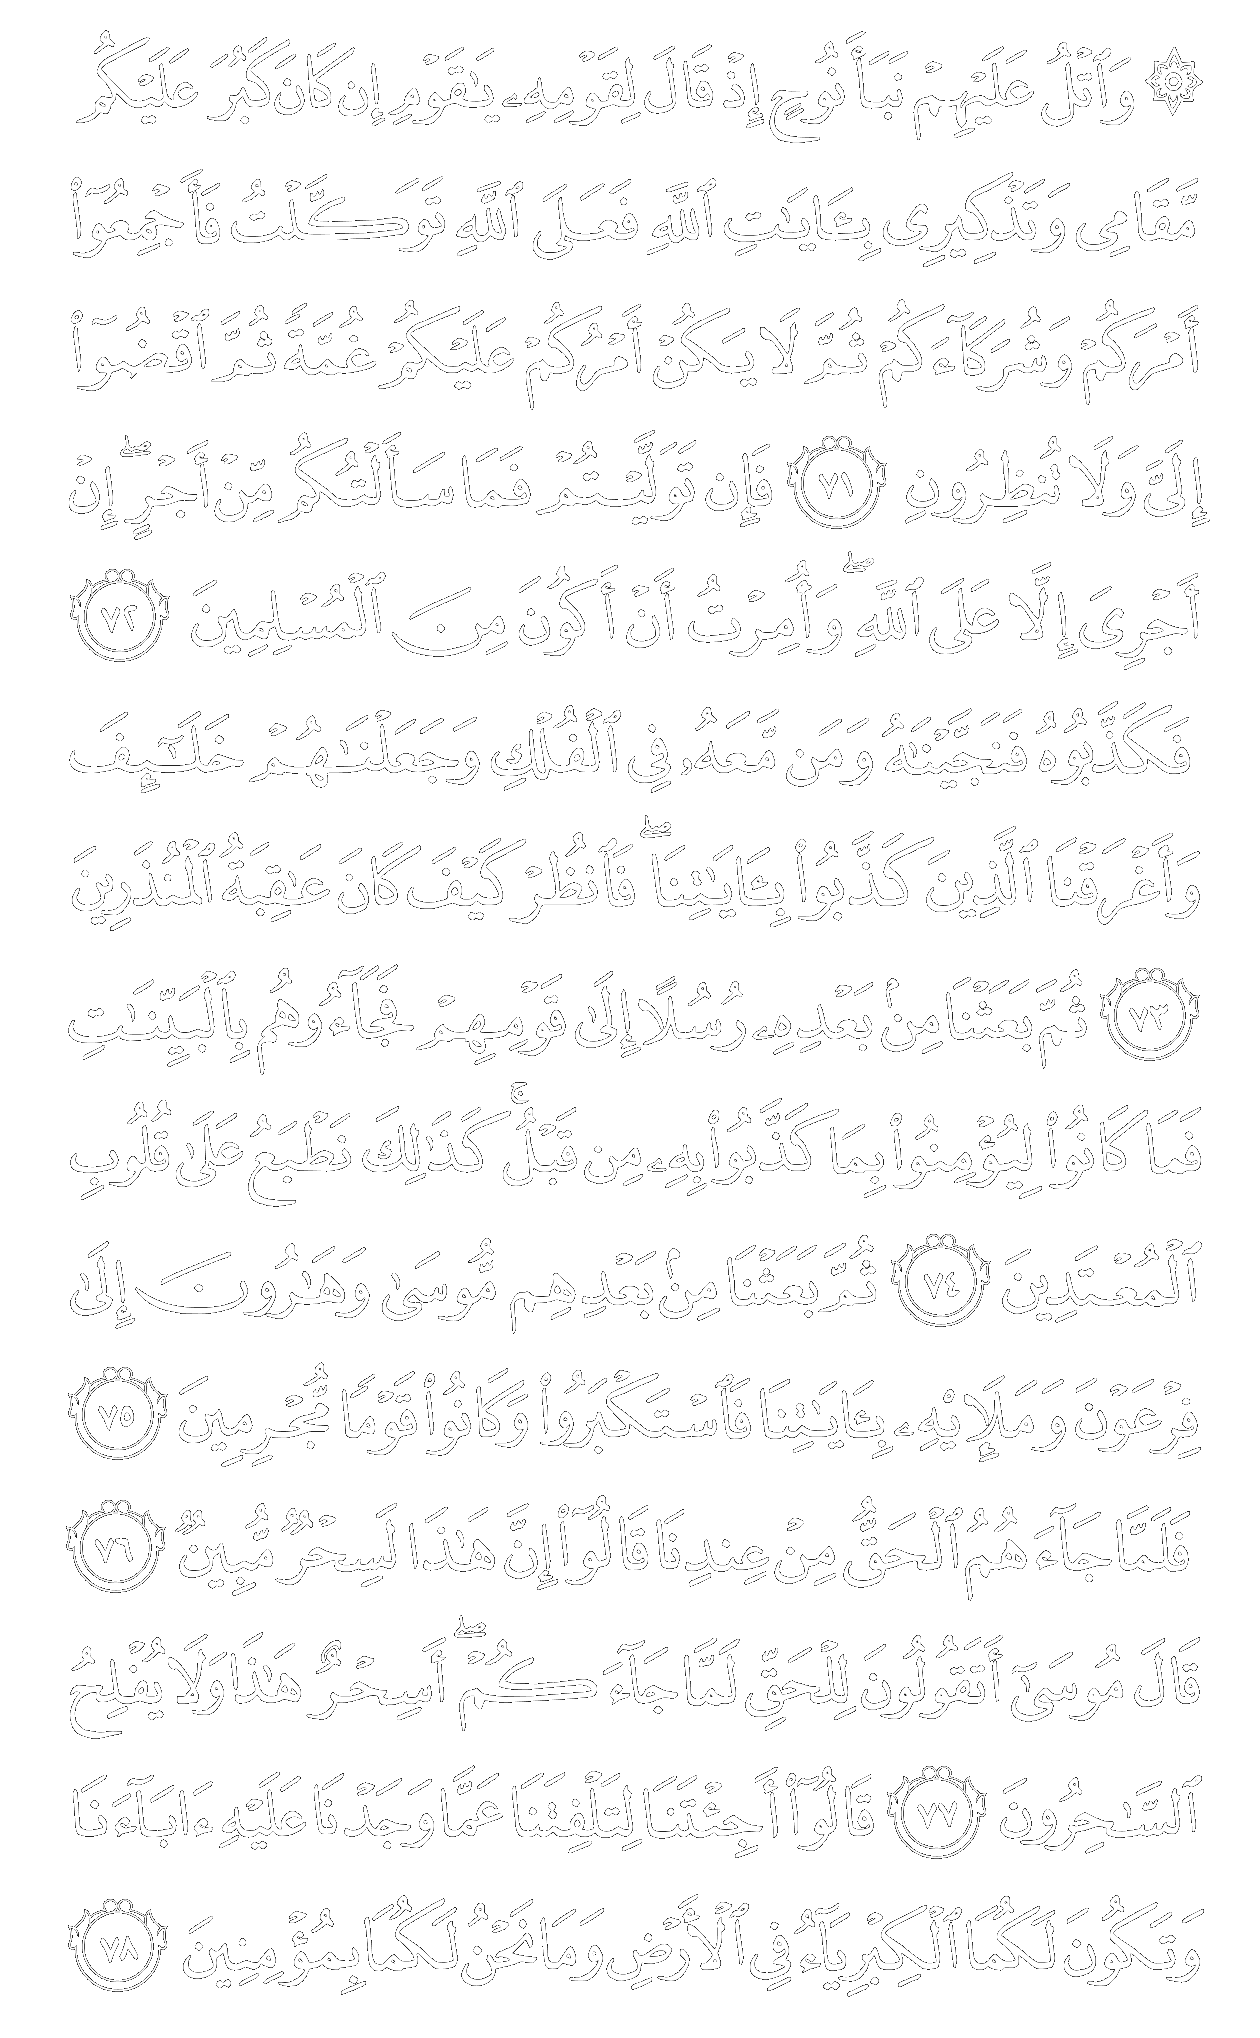 ۞ وَٱتۡلُ عَلَيۡهِمۡ نَبَأَ نُوحٍ إِذۡ قَالَ لِقَوۡمِهِۦ يَٰقَوۡمِ إِن كَانَ كَبُرَ عَلَيۡكُم
مَّقَامِي وَتَذۡكِيرِي بِـَٔايَٰتِ ٱللَّهِ فَعَلَى ٱللَّهِ تَوَكَّلۡتُ فَأَجۡمِعُوٓاْ
أَمۡرَكُمۡ وَشُرَكَآءَكُمۡ ثُمَّ لَا يَكُنۡ أَمۡرُكُمۡ عَلَيۡكُمۡ غُمَّةٗ ثُمَّ ٱقۡضُوٓاْ
إِلَيَّ وَلَا تُنظِرُونِ ٧١ فَإِن تَوَلَّيۡتُمۡ فَمَا سَأَلۡتُكُم مِّنۡ أَجۡرٍۖ إِنۡ
أَجۡرِيَ إِلَّا عَلَى ٱللَّهِۖ وَأُمِرۡتُ أَنۡ أَكُونَ مِنَ ٱلۡمُسۡلِمِينَ ٧٢
فَكَذَّبُوهُ فَنَجَّيۡنَٰهُ وَمَن مَّعَهُۥ فِي ٱلۡفُلۡكِ وَجَعَلۡنَٰهُمۡ خَلَٰٓئِفَ
وَأَغۡرَقۡنَا ٱلَّذِينَ كَذَّبُواْ بِـَٔايَٰتِنَاۖ فَٱنظُرۡ كَيۡفَ كَانَ عَٰقِبَةُ ٱلۡمُنذَرِينَ
٧٣ ثُمَّ بَعَثۡنَا مِنۢ بَعۡدِهِۦ رُسُلًا إِلَىٰ قَوۡمِهِمۡ فَجَآءُوهُم بِٱلۡبَيِّنَٰتِ
فَمَا كَانُواْ لِيُؤۡمِنُواْ بِمَا كَذَّبُواْ بِهِۦ مِن قَبۡلُۚ كَذَٰلِكَ نَطۡبَعُ عَلَىٰ قُلُوبِ
ٱلۡمُعۡتَدِينَ ٧٤ ثُمَّ بَعَثۡنَا مِنۢ بَعۡدِهِم مُّوسَىٰ وَهَٰرُونَ إِلَىٰ
فِرۡعَوۡنَ وَمَلَإِيْهِۦ بِـَٔايَٰتِنَا فَٱسۡتَكۡبَرُواْ وَكَانُواْ قَوۡمٗا مُّجۡرِمِينَ ٧٥
فَلَمَّا جَآءَهُمُ ٱلۡحَقُّ مِنۡ عِندِنَا قَالُوٓاْ إِنَّ هَٰذَا لَسِحۡرٞ مُّبِينٞ ٧٦
قَالَ مُوسَىٰٓ أَتَقُولُونَ لِلۡحَقِّ لَمَّا جَآءَكُمۡۖ أَسِحۡرٌ هَٰذَا وَلَا يُفۡلِحُ
ٱلسَّٰحِرُونَ ٧٧ قَالُوٓاْ أَجِئۡتَنَا لِتَلۡفِتَنَا عَمَّا وَجَدۡنَا عَلَيۡهِ ءَابَآءَنَا
وَتَكُونَ لَكُمَا ٱلۡكِبۡرِيَآءُ فِي ٱلۡأَرۡضِ وَمَا نَحۡنُ لَكُمَا بِمُؤۡمِنِينَ ٧٨